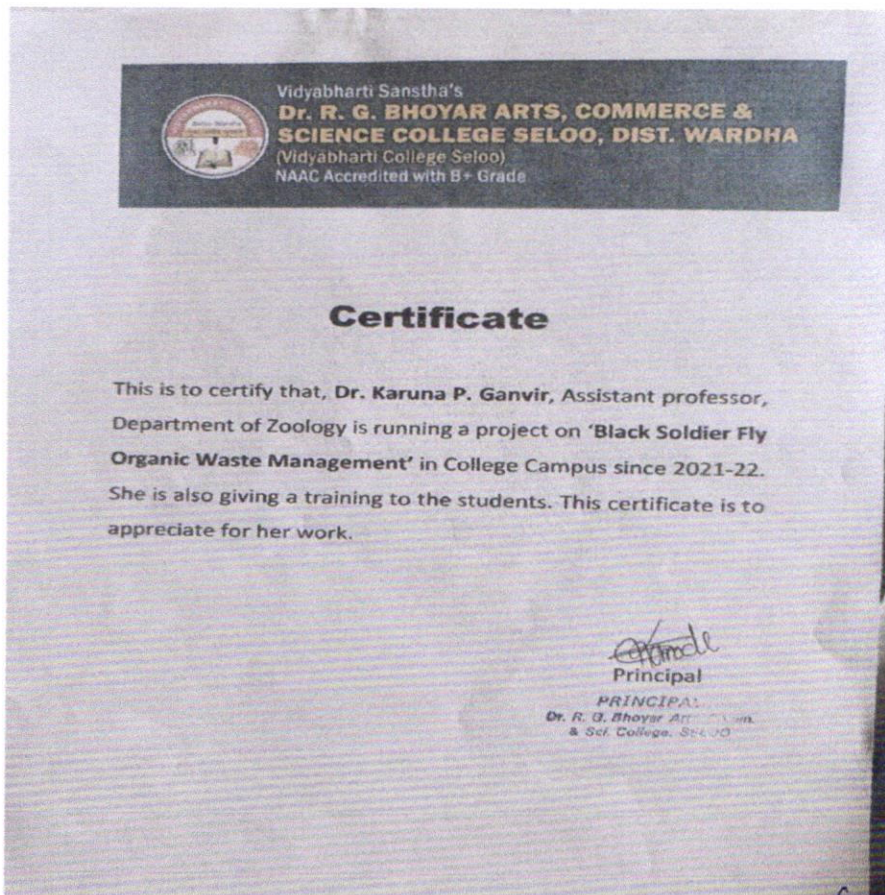 Vidyabharti Sanstha's
Dr. R. G. BHOYAR ARTS, COMMERCE &
SCIENCE COLLEGE SELOO, DIST. WARDHA
(Vidyabharti College Seloo)
NAAC Accredited with B+ Grade
Certificate
This is to certify that, Dr. Karuna P. Ganvir, Assistant professor,
Department of Zoology is running a project on ‘Black Soldier Fly
Organic Waste Management’ in College Campus since 2021-22.
She is also giving a training to the students. This certificate is to
appreciate for her work.
Principal
PRINCIPAL
Dr. R. G. Bhoyar
& Sci. College, SELOO